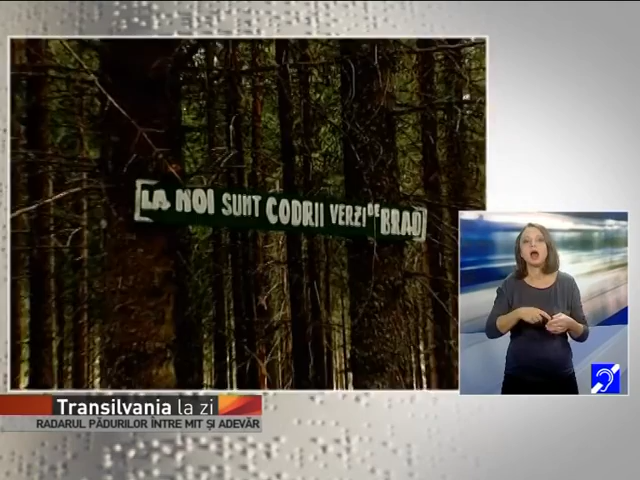 [LA NOI SUNT CODRII VERZI DE BRAD]
Transilvania la zi
RADARUL PĂDURILOR ÎNTRE MIT ȘI ADEVĂR